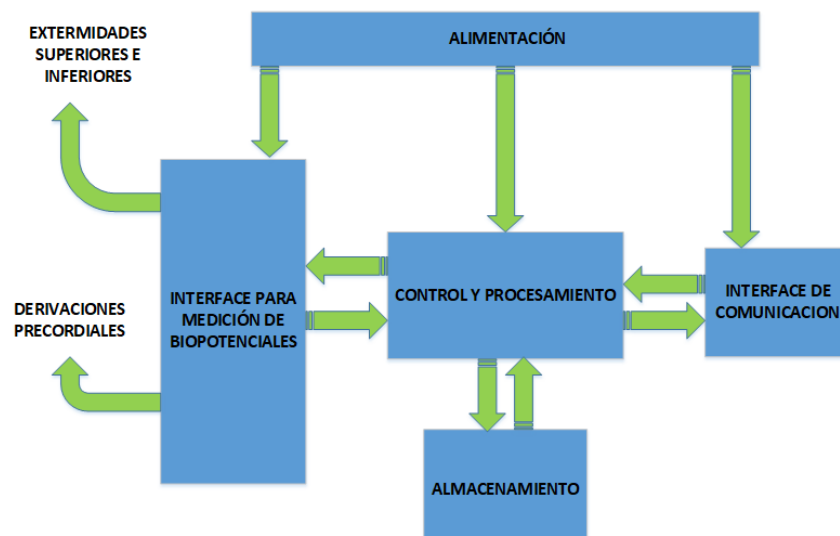 EXTERMIDADES
SUPERIORES E
INFERIORES
ALIMENTACIÓN
DERIVACIONES
PRECORDIALES
INTERFACE PARA
MEDICIÓN DE
BIOPOTENCIALES
CONTROL Y PROCESAMIENTO
INTERFACE DE
COMUNICACION
ALMACENAMIENTO